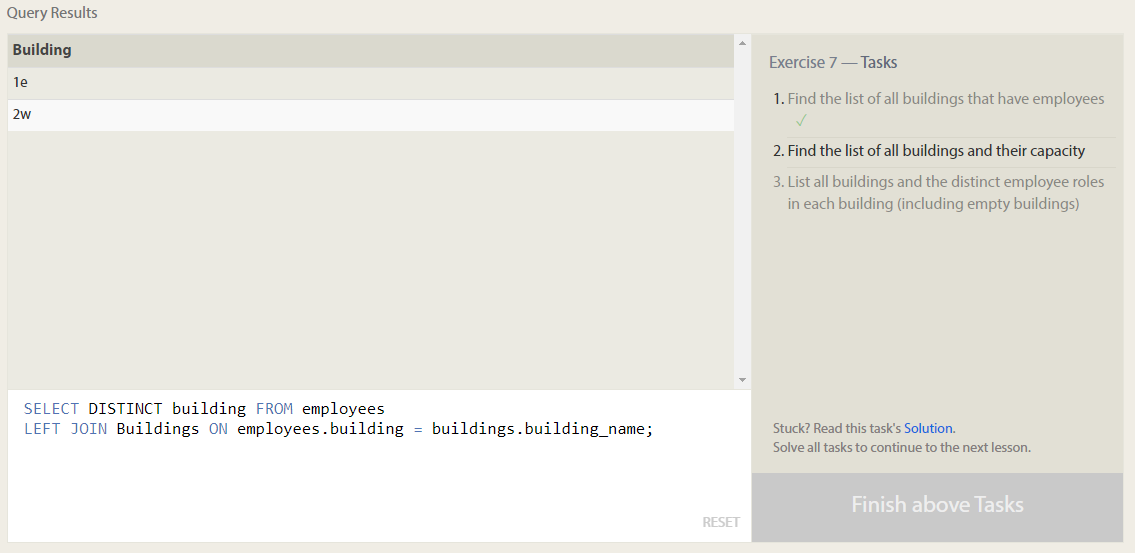 Query Results
Building
1e
2w
SELECT DISTINCT building FROM employees
LEFT JOIN Buildings ON employees.building = buildings.building_name;
RESET
Exercise 7 — Tasks
1. Find the list of all buildings that have employees
✓
2. Find the list of all buildings and their capacity
3. List all buildings and the distinct employee roles
in each building (including empty buildings)
Stuck? Read this task's Solution.
Solve all tasks to continue to the next lesson.
Finish above Tasks